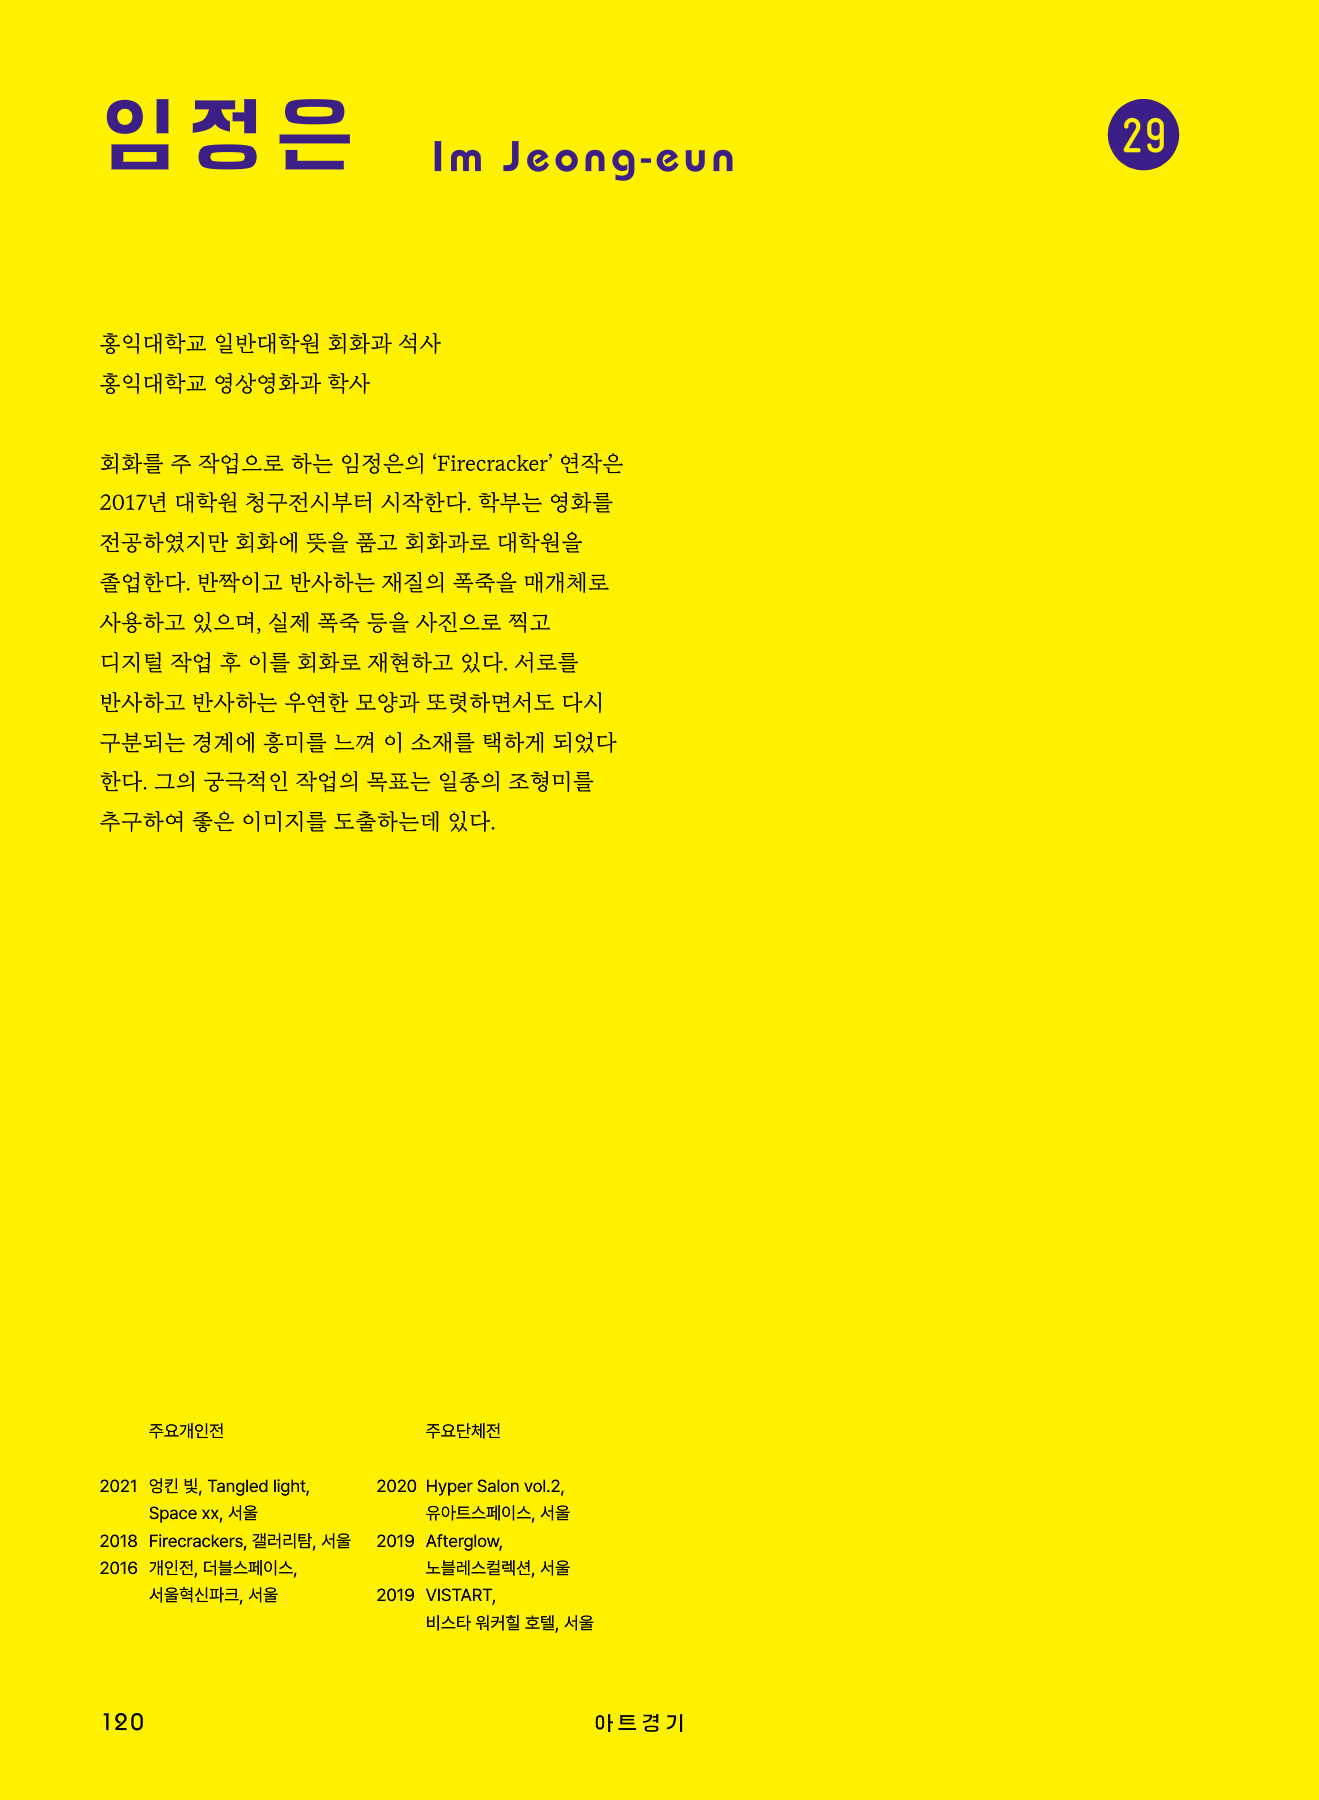 임정은 Im Jeong-eun
29
홍익대학교 일반대학원 회화과 석사
홍익대학교 영상영화과 학사
회화를 주 작업으로 하는 임정은의 ‘Firecracker’ 연작은
2017년 대학원 청구전시부터 시작한다. 학부는 영화를
전공하였지만 회화에 뜻을 품고 회화과로 대학원을
졸업한다. 반짝이고 반사하는 재질의 폭죽을 매개체로
사용하고 있으며, 실제 폭죽 등을 사진으로 찍고
디지털 작업 후 이를 회화로 재현하고 있다. 서로를
반사하고 반사하는 우연한 모양과 또렷하면서도 다시
구분되는 경계에 흥미를 느껴 이 소재를 택하게 되었다
한다. 그의 궁극적인 작업의 목표는 일종의 조형미를
추구하여 좋은 이미지를 도출하는데 있다.
주요개인전
2021 엉킨 빛, Tangled light,
Space xx, 서울
2018 Firecrackers, 갤러리탐, 서울
2016 개인전, 더블스페이스,
서울혁신파크, 서울
주요단체전
2020 Hyper Salon vol.2,
유아트스페이스, 서울
2019 Afterglow,
노블레스컬렉션, 서울
2019 VISTART,
비스타 워커힐 호텔, 서울
120
아트경기